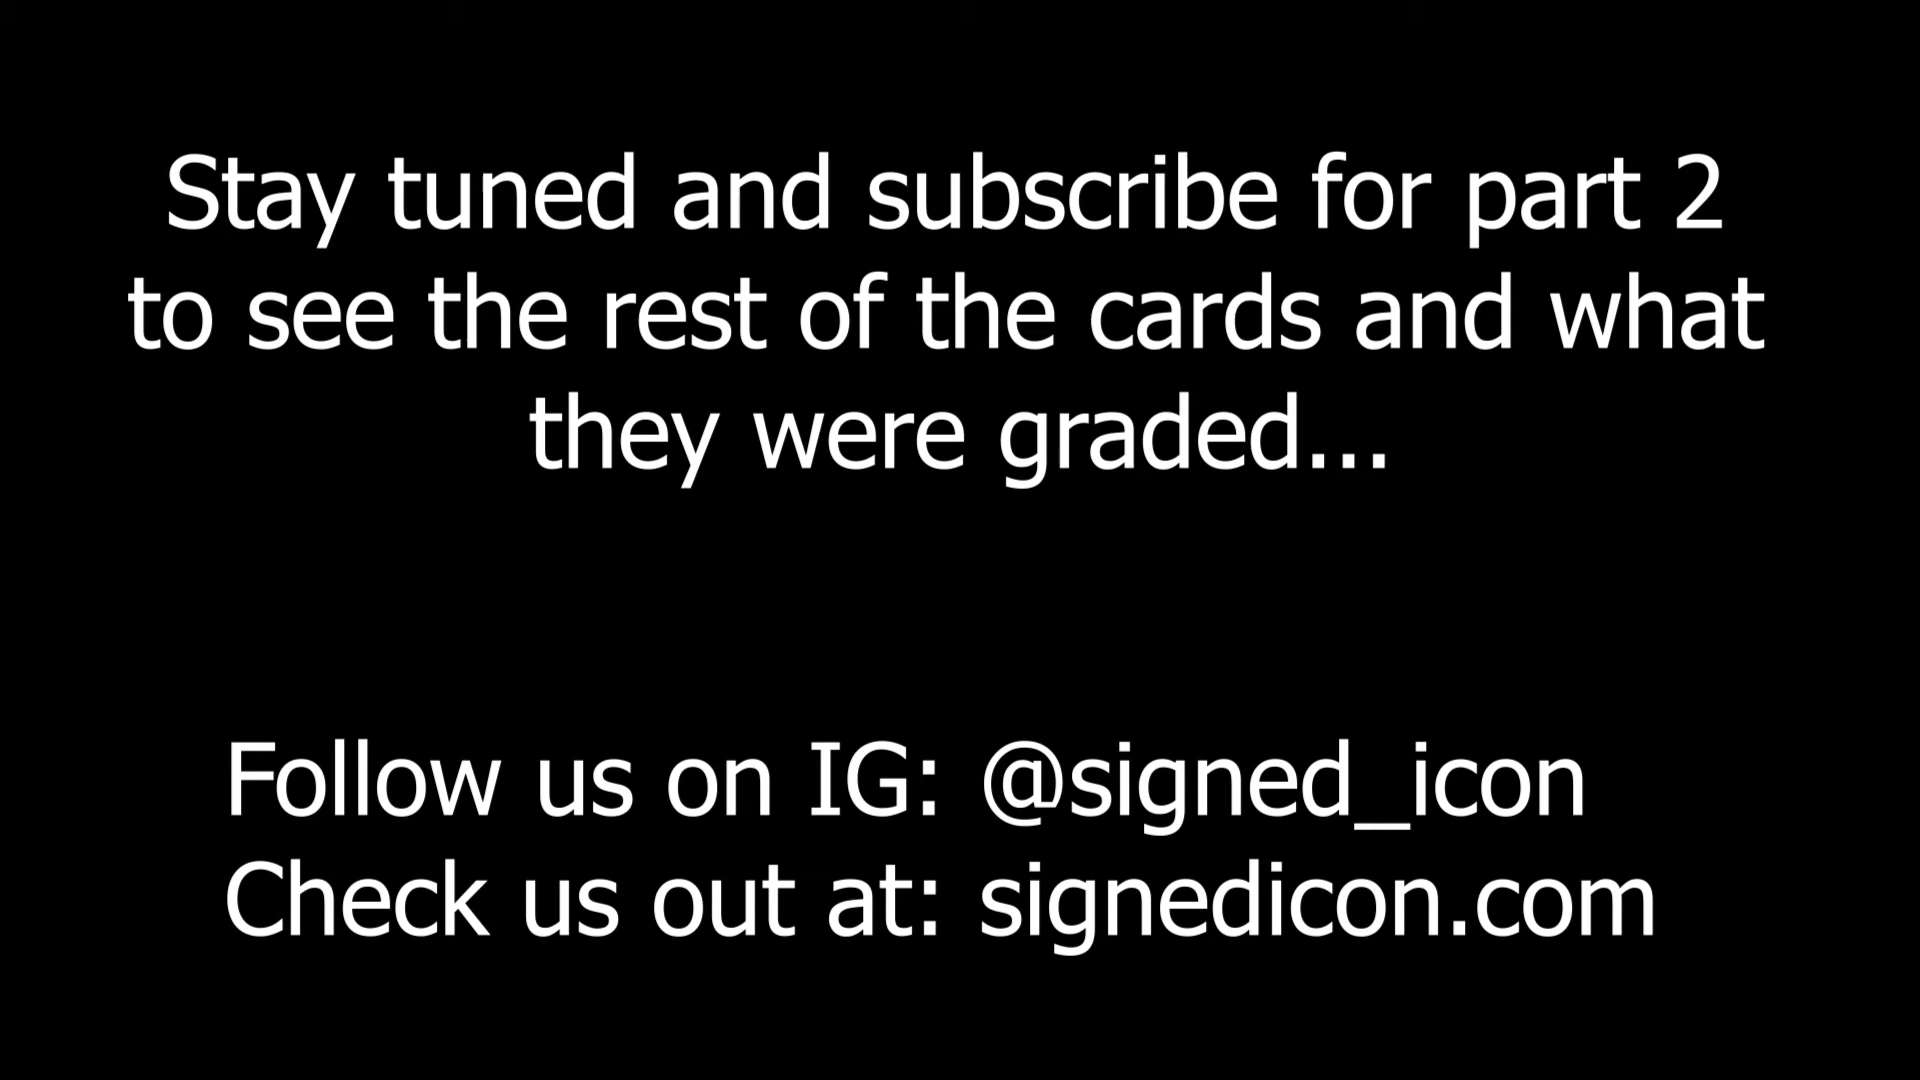 Stay tuned and subscribe for part 2
to see the rest of the cards and what
they were graded...
Follow us on IG: @signed_icon
Check us out at: signedicon.com